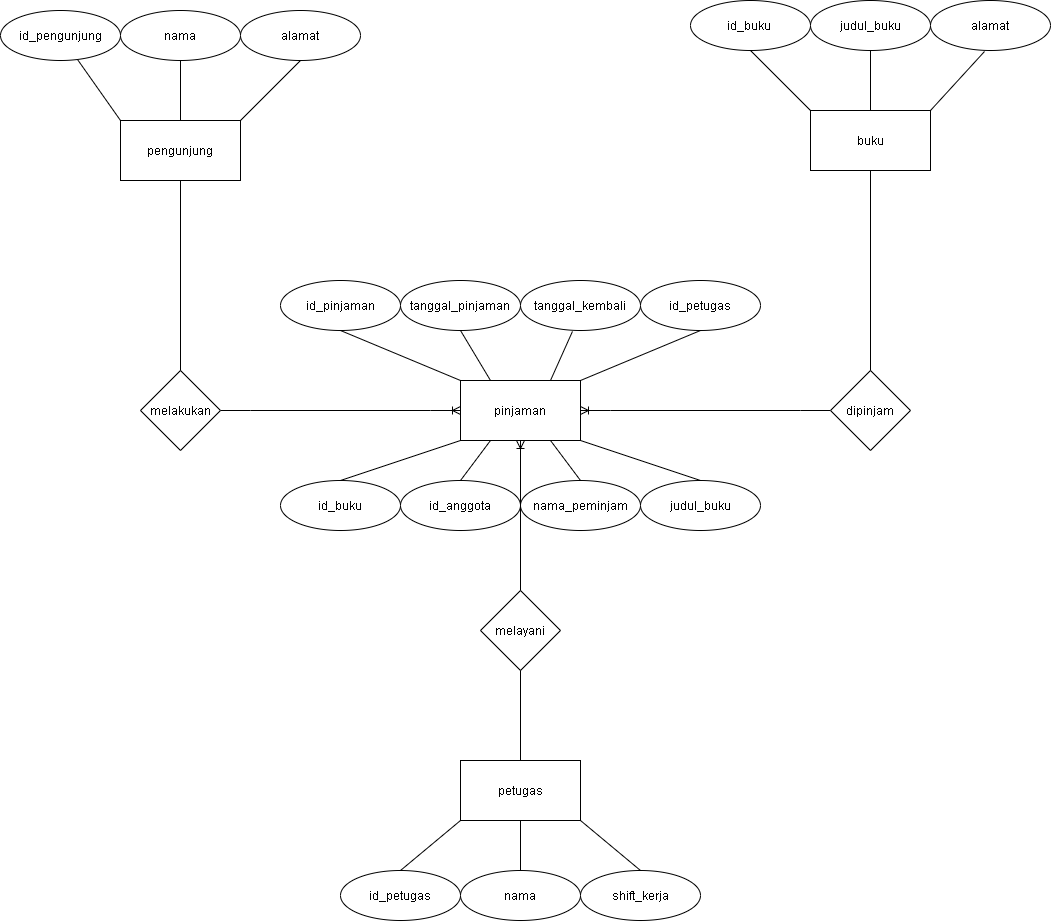 id_pengunjung
nama
alamat
id_buku
judul_buku
alamat
pengunjung
buku
id_pinjaman
tanggal_pinjaman
tanggal_kembali
id_petugas
melakukan
pinjaman
dipinjam
id_buku
id_anggota
nama_peminjam
judul_buku
melayani
petugas
id_petugas
nama
shift_kerja